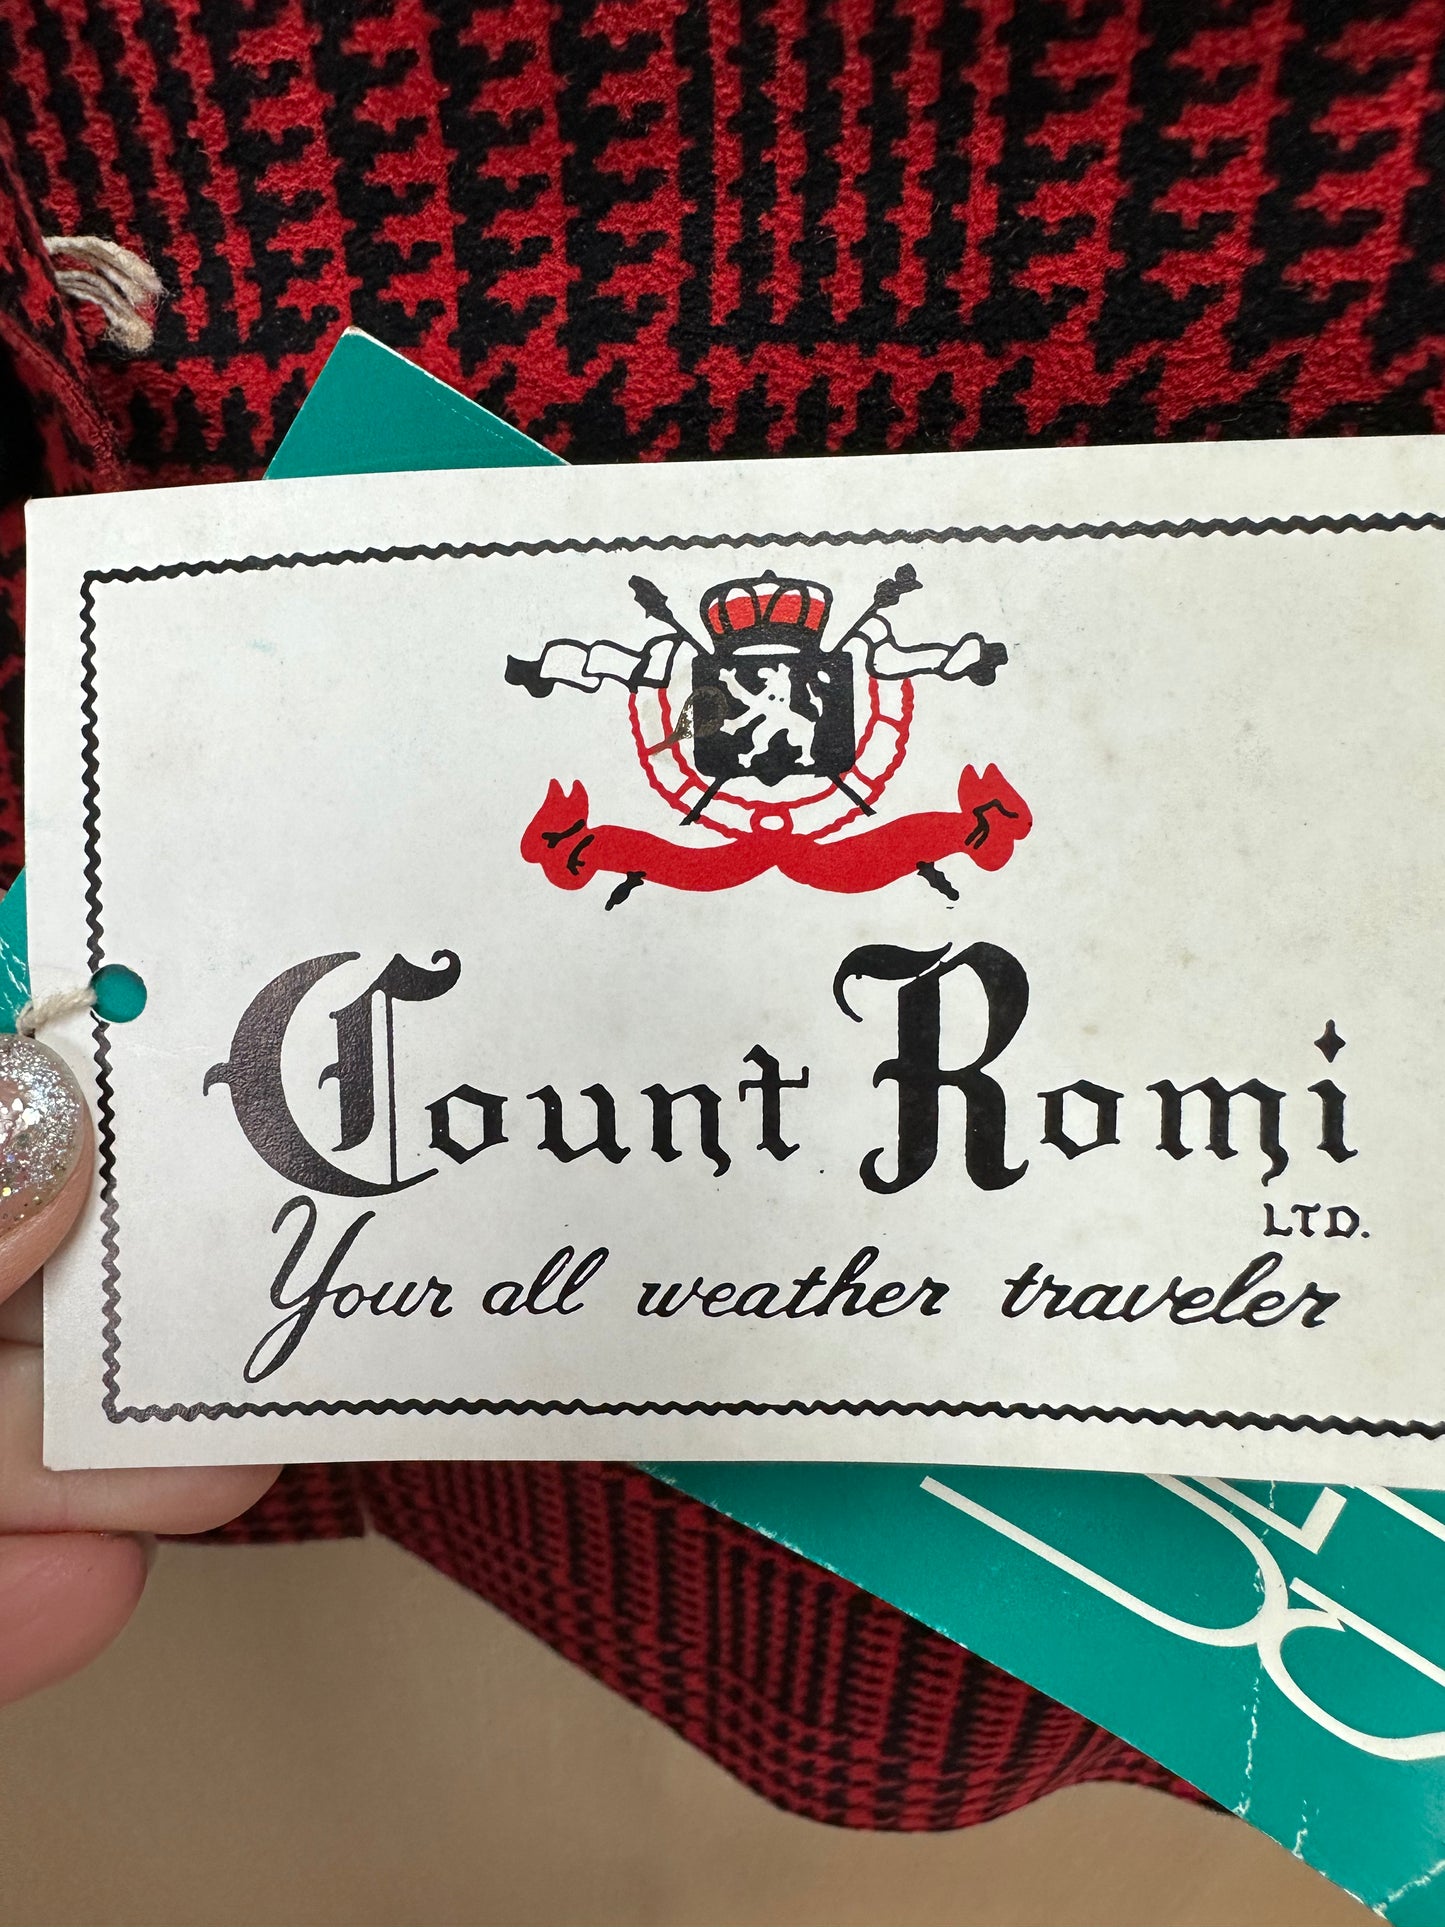 Count Romi
LTD.
Your all weather traveler